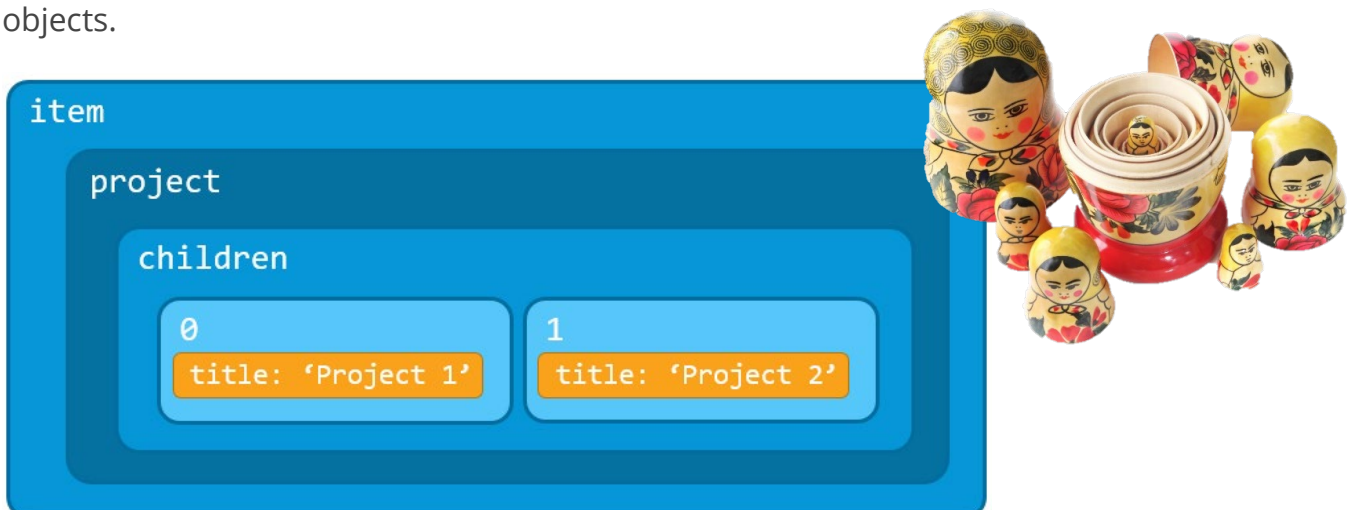 objects.
item
project
children
0
1
title: ‘Project 1’
title: ‘Project 2’